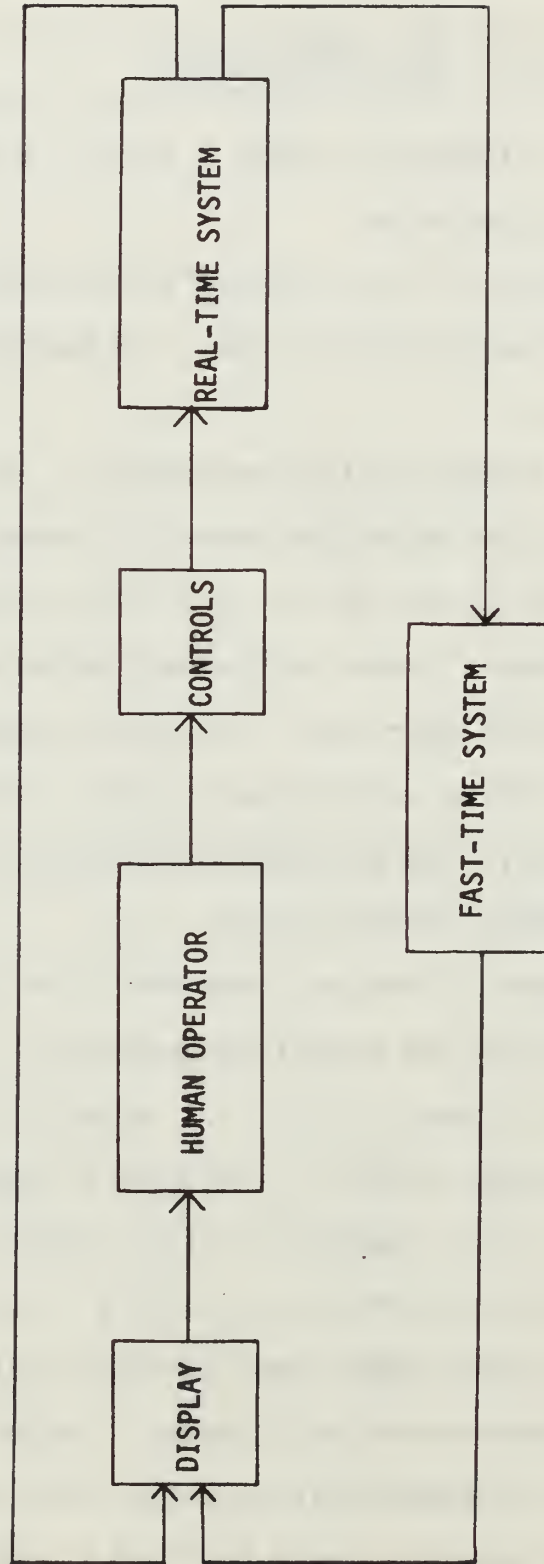 DISPLAY
HUMAN OPERATOR
CONTROLS
REAL-TIME SYSTEM
FAST-TIME SYSTEM